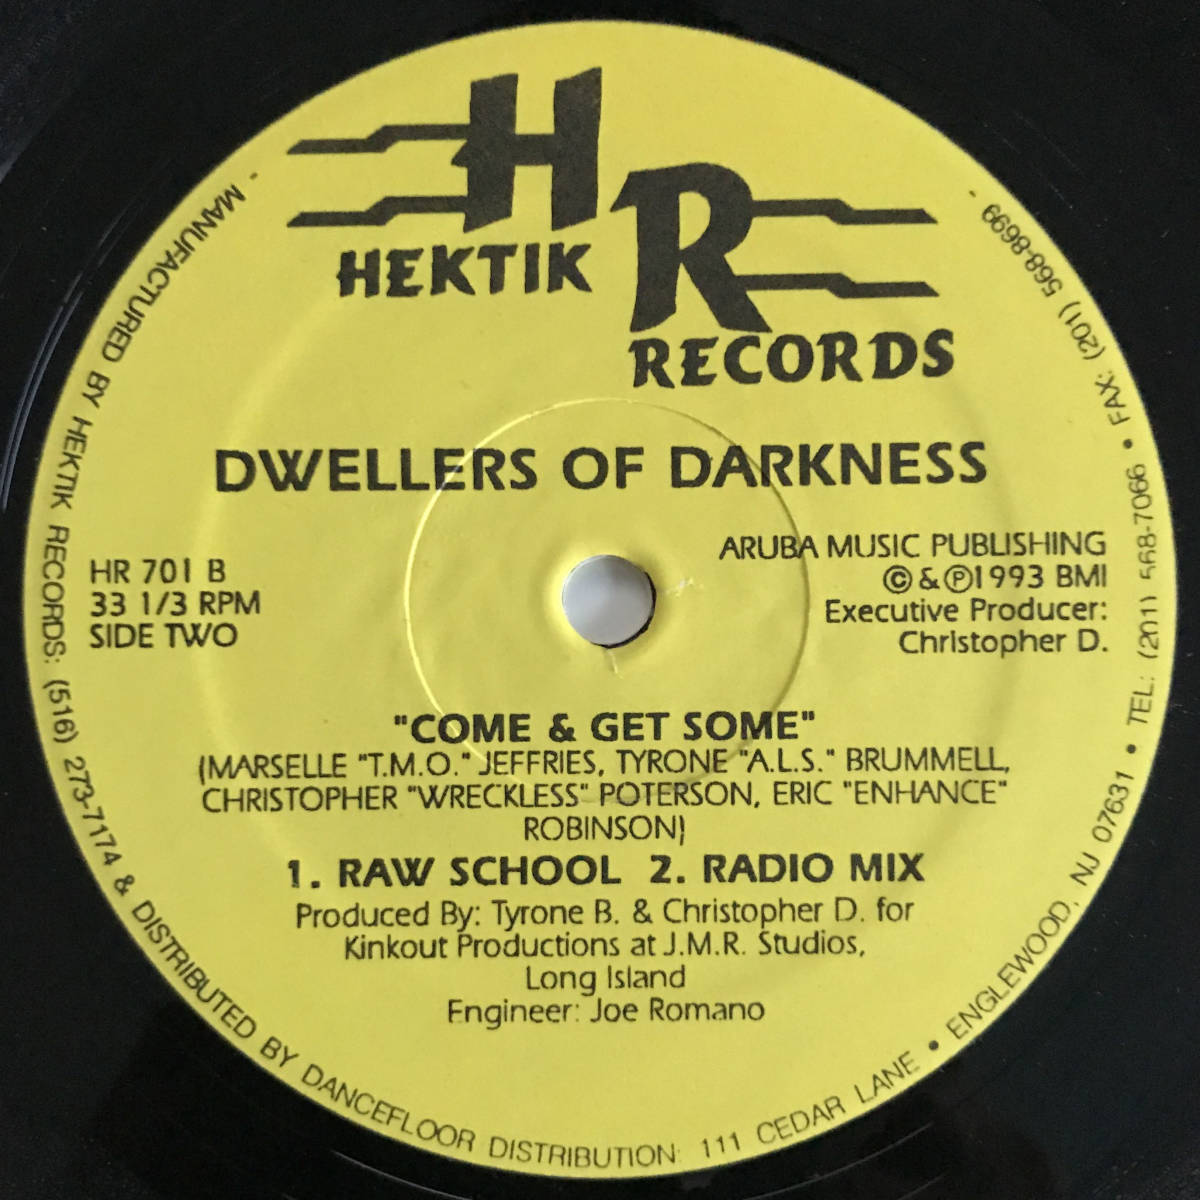 HR
HEKTIK
RECORDS
DWELLERS OF DARKNESS
HR 701 B
33 1/3 RPM
SIDE TWO
ARUBA MUSIC PUBLISHING
©&℗1993 BMI
Executive Producer:
Christopher D.
"COME & GET SOME"
(MARSELLE "T.M.O." JEFFRIES, TYRONE "A.L.S." BRUMMELL,
CHRISTOPHER "WRECKLESS" POTERSON, ERIC "ENHANCE"
ROBINSON)
1. RAW SCHOOL 2. RADIO MIX
Produced By: Tyrone B. & Christopher D. for
Kinkout Productions at J.M.R. Studios,
Long Island
Engineer: Joe Romano
- MANUFACTURED BY HEKTIK RECORDS: (516) 273-7174 & DISTRIBUTED BY DANCEFLOOR DISTRIBUTION: 111 CEDAR LANE • ENGLEWOOD, NJ 07631 • TEL: (201) 568-7066 • FAX: (201) 568-8699 -